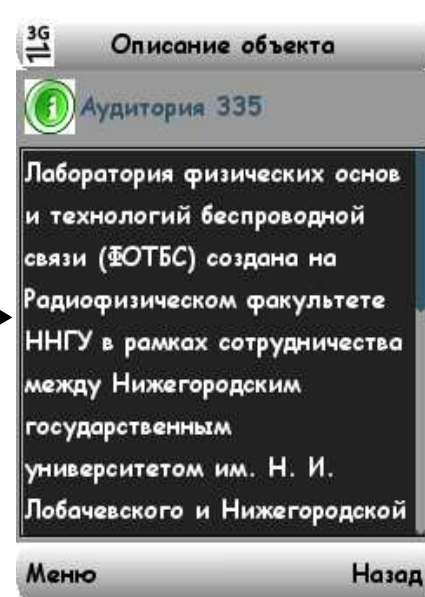 3G
Описание объекта
Аудитория 335
Лаборатория физических основ
и технологий беспроводной
связи (ФОТБС) создана на
Радиофизическом факультете
ННГУ в рамках сотрудничества
между Нижегородским
государственным
университетом им. Н. И.
Лобачевского и Нижегородской
Меню
Назад